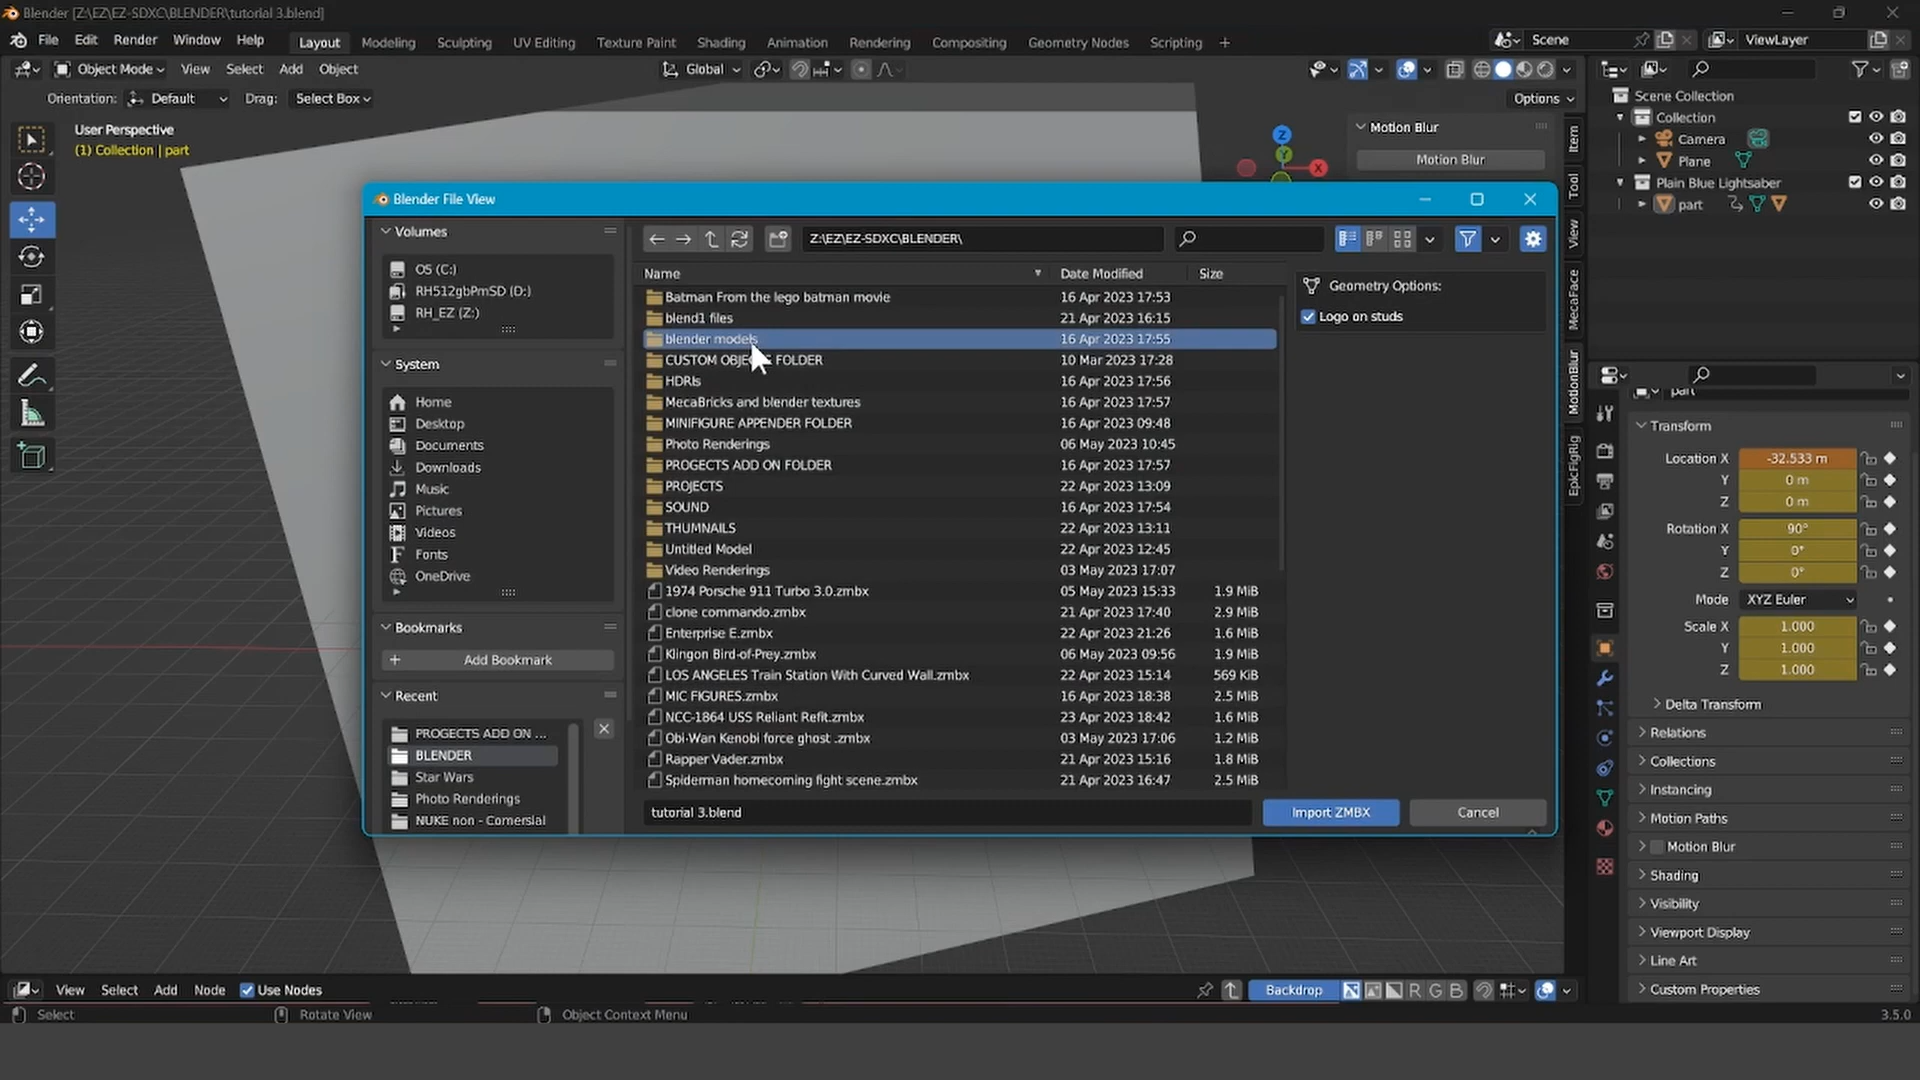 Blender [Z:\EZ\EZ-SDXC\BLENDER\tutorial 3.blend]
File Edit Render Window Help Layout Modeling Sculpting UV Editing Texture Paint Shading Animation Rendering Compositing Geometry Nodes Scripting + Scene ViewLayer
Object Mode View Select Add Object Global
Orientation: Default Drag: Select Box Options
User Perspective
(1) Collection | part
Z
Y
X
Motion Blur
Motion Blur
Item
Tool
View
MecaFace
MotionBlur
EpicFigRig
Scene Collection
Collection
Camera
Plane
Plain Blue Lightsaber
part
Blender File View
Volumes
OS (C:)
RH512gbPmSD (D:)
RH_EZ (Z:)
System
Home
Desktop
Documents
Downloads
Music
Pictures
Videos
Fonts
OneDrive
Bookmarks
+ Add Bookmark
Recent
PROGECTS ADD ON ...
BLENDER
Star Wars
Photo Renderings
NUKE non - Comersial
Z:\EZ\EZ-SDXC\BLENDER\
Name Date Modified Size
Batman From the lego batman movie 16 Apr 2023 17:53
blend1 files 21 Apr 2023 16:15
blender models 16 Apr 2023 17:55
CUSTOM FOLDER 10 Mar 2023 17:28
HDRIs 16 Apr 2023 17:56
MecaBricks and blender textures 16 Apr 2023 17:57
MINIFIGURE APPENDER FOLDER 16 Apr 2023 09:48
Photo Renderings 06 May 2023 10:45
PROGECTS ADD ON FOLDER 16 Apr 2023 17:57
PROJECTS 22 Apr 2023 13:09
SOUND 16 Apr 2023 17:54
THUMNAILS 22 Apr 2023 13:11
Untitled Model 22 Apr 2023 12:45
Video Renderings 03 May 2023 17:07
1974 Porsche 911 Turbo 3.0.zmbx 05 May 2023 15:33 1.9 MiB
clone commando.zmbx 21 Apr 2023 17:40 2.9 MiB
Enterprise E.zmbx 22 Apr 2023 21:26 1.6 MiB
Klingon Bird-of-Prey.zmbx 06 May 2023 09:56 1.9 MiB
LOS ANGELES Train Station With Curved Wall.zmbx 22 Apr 2023 15:14 569 KiB
MIC FIGURES.zmbx 16 Apr 2023 18:38 2.5 MiB
NCC-1864 USS Reliant Refit.zmbx 23 Apr 2023 18:42 1.6 MiB
Obi-Wan Kenobi force ghost .zmbx 03 May 2023 17:06 1.2 MiB
Rapper Vader.zmbx 21 Apr 2023 15:16 1.8 MiB
Spiderman homecoming fight scene.zmbx 21 Apr 2023 16:47 2.5 MiB
Geometry Options:
Logo on studs
tutorial 3.blend Import ZMBX Cancel
part
Transform
Location X -32.533 m
Y 0 m
Z 0 m
Rotation X 90°
Y 0°
Z 0°
Mode XYZ Euler
Scale X 1.000
Y 1.000
Z 1.000
Delta Transform
Relations
Collections
Instancing
Motion Paths
Motion Blur
Shading
Visibility
Viewport Display
Line Art
Custom Properties
View Select Add Node Use Nodes Backdrop R G B
Select Rotate View Object Context Menu 3.5.0